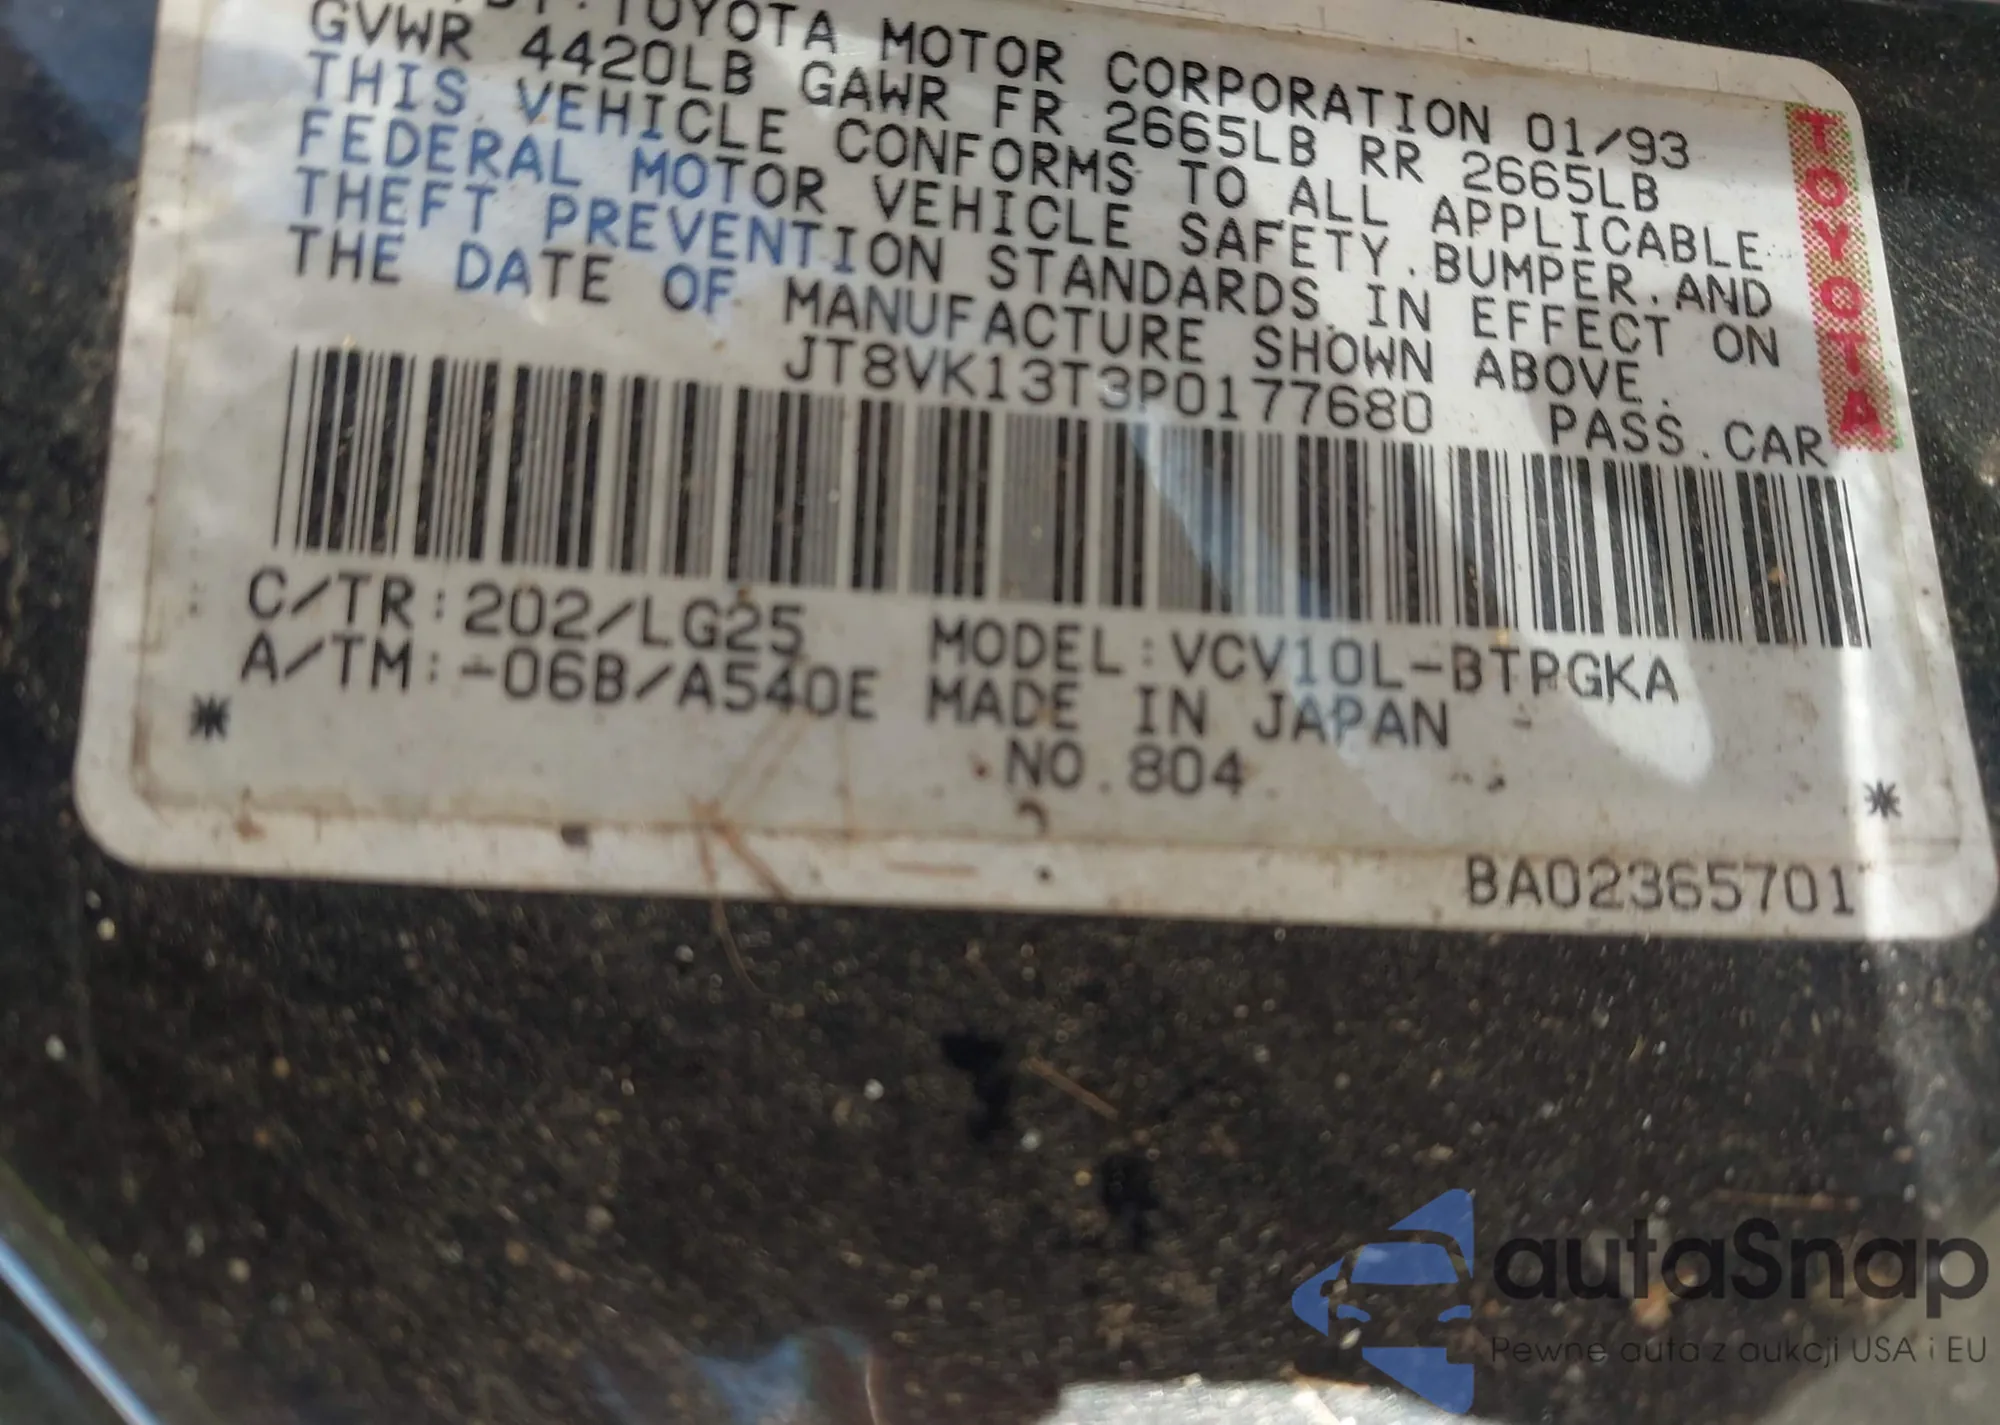 TOYOTA MOTOR CORPORATION 01/93
GVWR 4420LB GAWR FR 2665LB RR 2665LB
THIS VEHICLE CONFORMS TO ALL APPLICABLE
FEDERAL MOTOR VEHICLE SAFETY.BUMPER.AND
THEFT PREVENTION STANDARDS IN EFFECT ON
THE DATE OF MANUFACTURE SHOWN ABOVE.
JT8VK13T3P0177680 PASS.CAR
TOYOTA
C/TR:202/LG25 MODEL:VCV10L-BTPGKA
A/TM:-06B/A540E MADE IN JAPAN
NO.804
BA02365701
autaSnap
Pewne auta z aukcji USA i EU